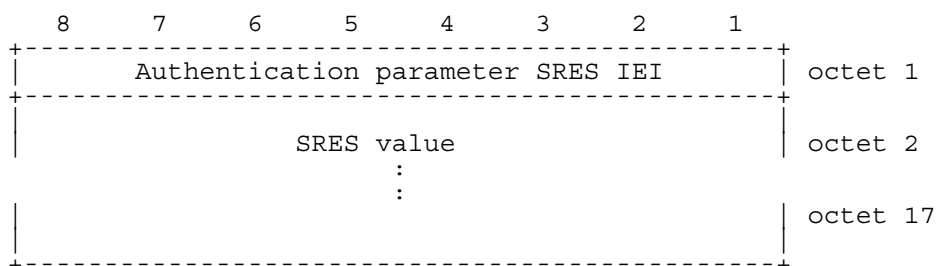 8 7 6 5 4 3 2 1
Authentication parameter SRES IEI octet 1
SRES value octet 2
:
:
octet 17